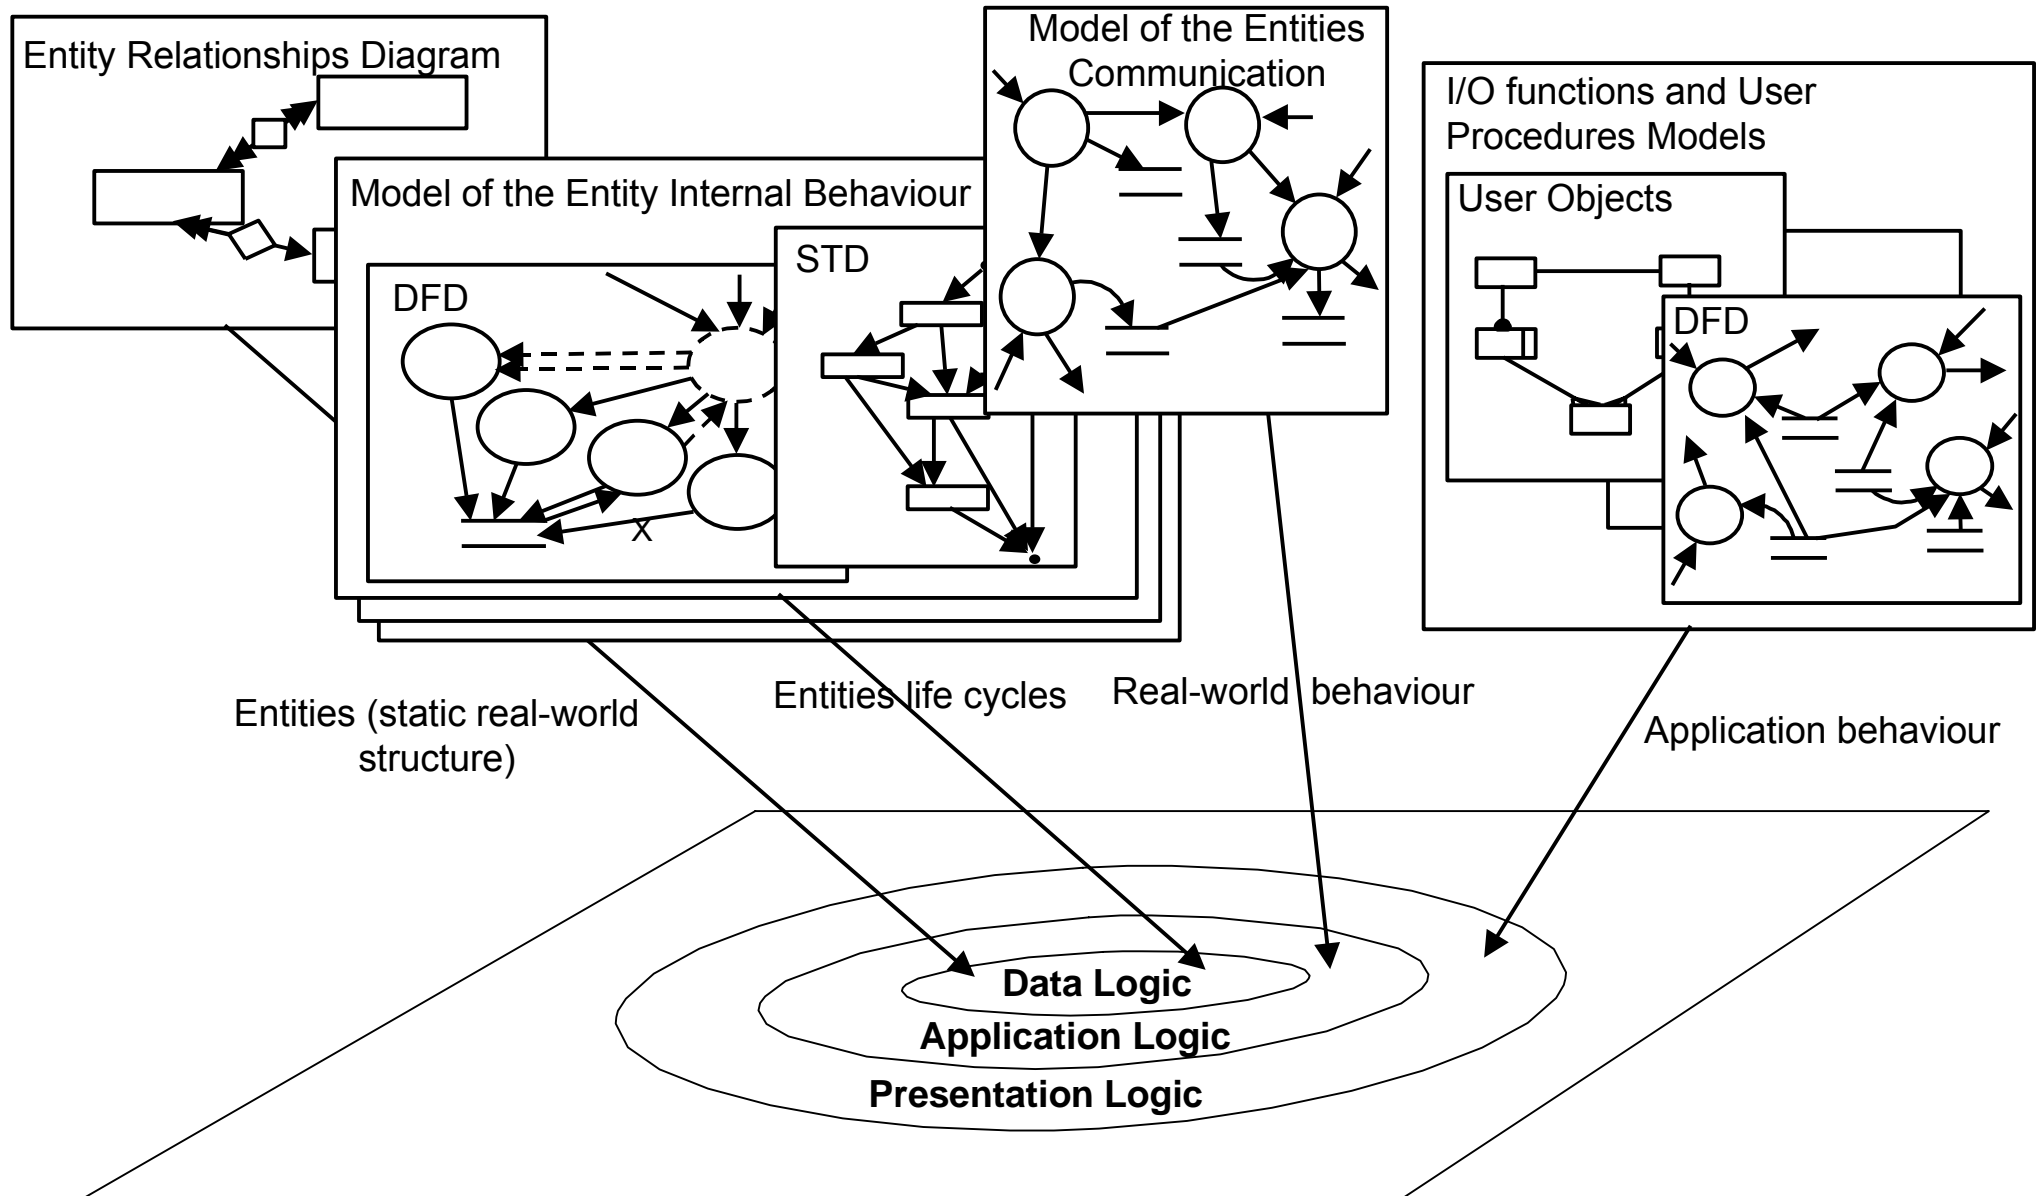 Entity Relationships Diagram
Model of the Entity Internal Behaviour
DFD
STD
Model of the Entities
Communication
I/O functions and User
Procedures Models
User Objects
DFD
X
Entities (static real-world
structure)
Entities life cycles
Real-world behaviour
Application behaviour
Data Logic
Application Logic
Presentation Logic